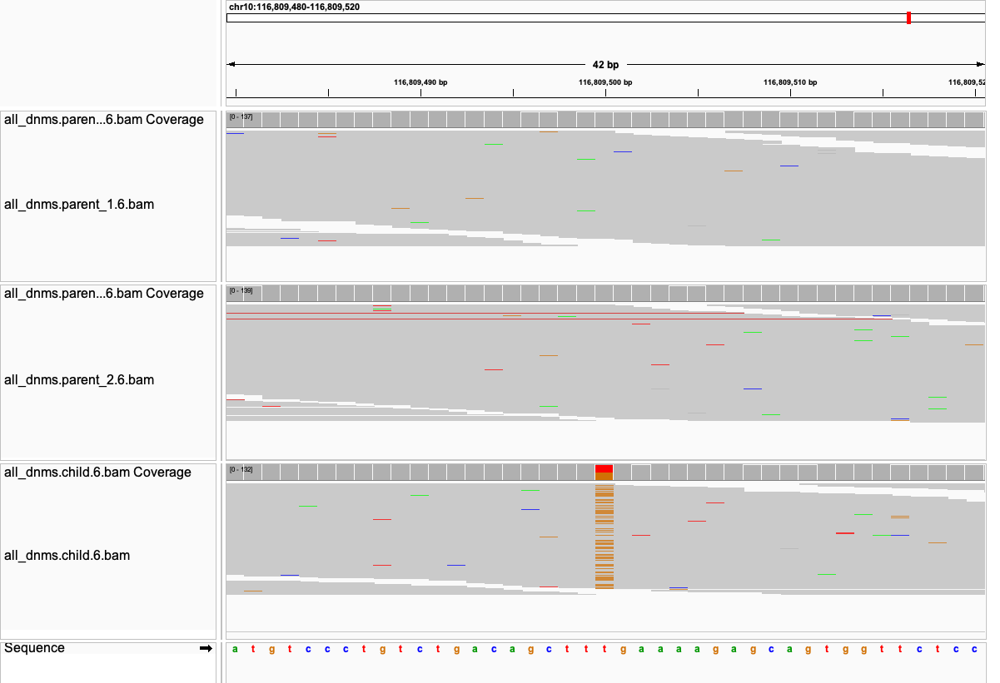 chr10:116,809,480-116,809,520
42 bp
116,809,490 bp 116,809,500 bp 116,809,510 bp 116,809,52
all_dnms.paren...6.bam Coverage
[0 - 137]
all_dnms.parent_1.6.bam
all_dnms.paren...6.bam Coverage
[0 - 139]
all_dnms.parent_2.6.bam
all_dnms.child.6.bam Coverage
[0 - 132]
all_dnms.child.6.bam
Sequence
a t g t c c c t g t c t g a c a g c t t t g a a a a g a g c a g t g g t t c t c c